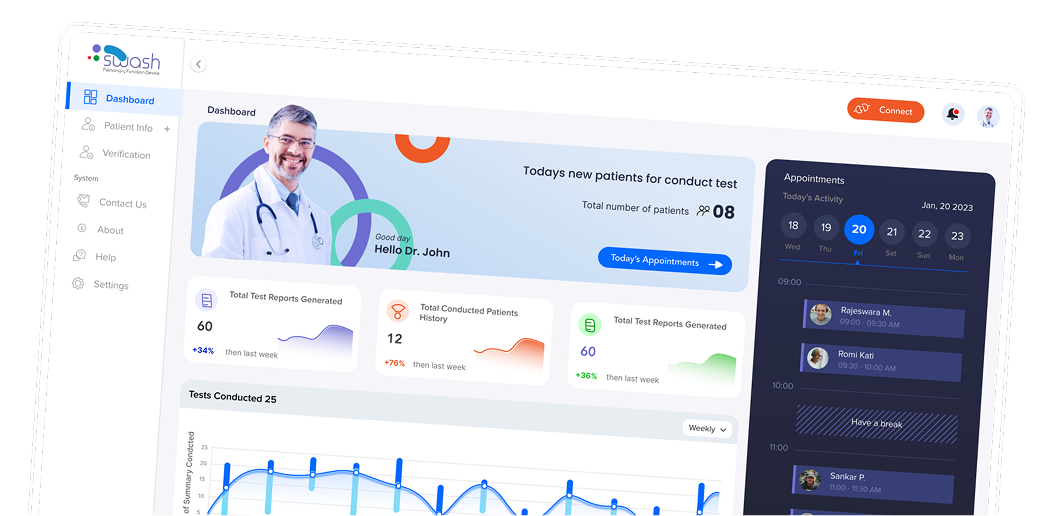 swash
Pulmonary Function Device
Dashboard
Patient Info +
Verification
System
Contact Us
About
Help
Settings
Dashboard
Connect
Todays new patients for conduct test
Total number of patients 08
Good day
Hello Dr. John
Today's Appointments
Total Test Reports Generated
60
+34% then last week
Total Conducted Patients
History
12
+76% then last week
Total Test Reports Generated
60
+36% then last week
Tests Conducted 25
Weekly
of Summary Condcted
25
20
15
10
5
Appointments
Today's Activity
Jan, 20 2023
18 19 20 21 22 23
Wed Thu Fri Sat Sun Mon
09:00
Rajeswara M.
09:00 - 09:30 AM
Romi Kati
09:30 - 10:00 AM
10:00
Have a break
11:00
Sankar P.
11:00 - 11:30 AM